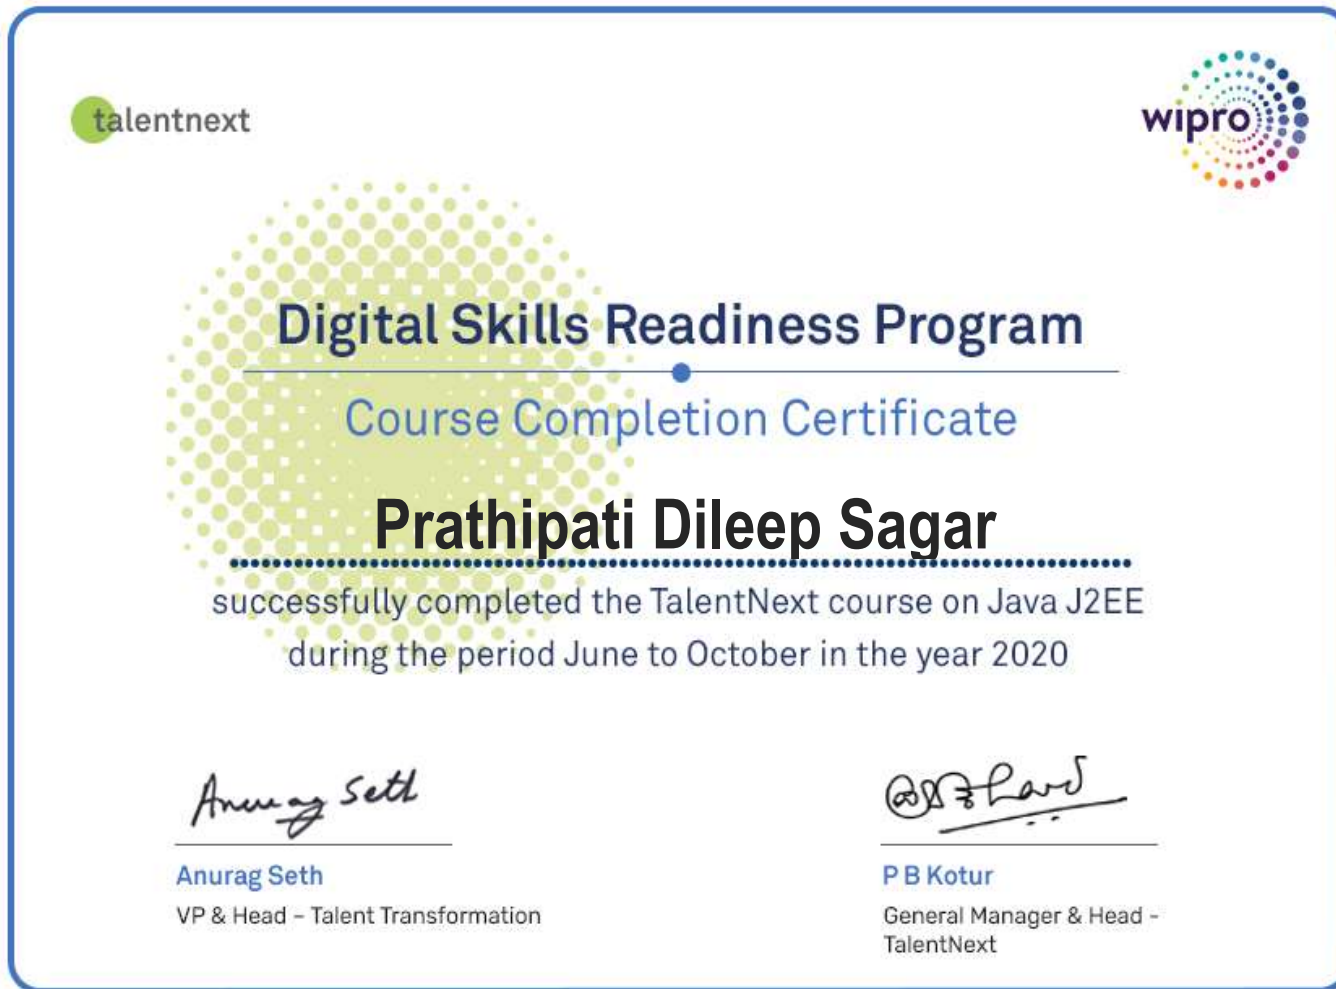 talentnext
wipro
Digital Skills Readiness Program
Course Completion Certificate
Prathipati Dileep Sagar
successfully completed the TalentNext course on Java J2EE
during the period June to October in the year 2020
Anurag Seth
Anurag Seth
P B Kotur
VP & Head – Talent Transformation
General Manager & Head -
TalentNext